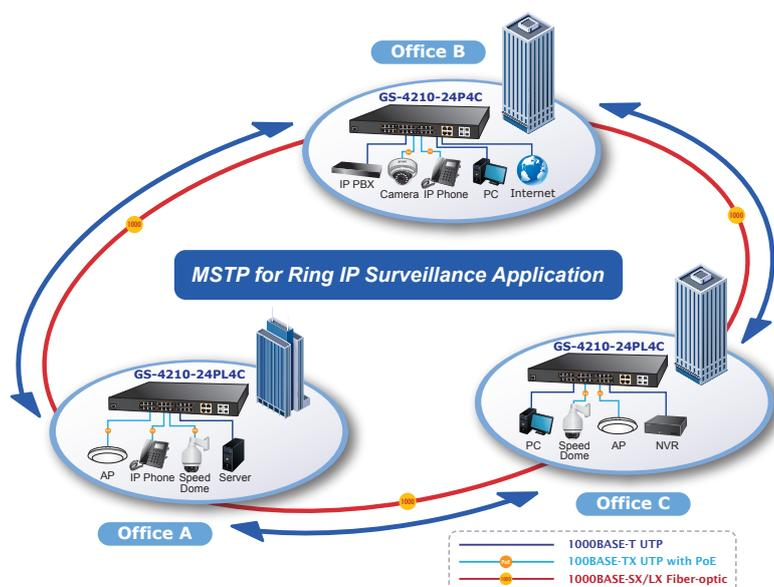 Office B
GS-4210-24P4C
IP PBX
Camera
IP Phone
PC
Internet
1000
1000
MSTP for Ring IP Surveillance Application
GS-4210-24PL4C
AP
IP Phone
Speed
Dome
Server
Office A
GS-4210-24PL4C
PC
Speed
Dome
AP
NVR
Office C
1000
1000BASE-T UTP
PoE
100BASE-TX UTP with PoE
1000
1000BASE-SX/LX Fiber-optic